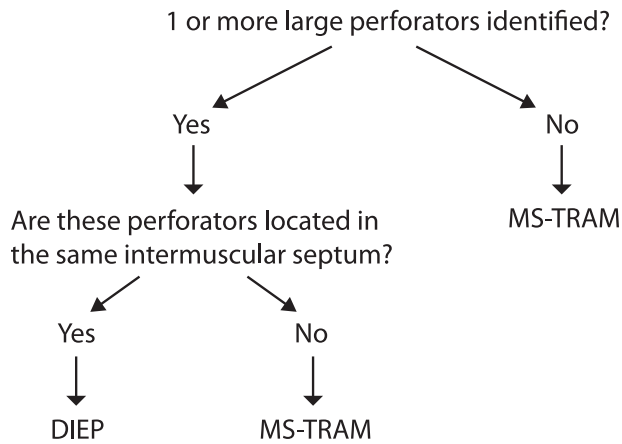 1 or more large perforators identified?
Yes
No
Are these perforators located in
the same intermuscular septum?
MS-TRAM
Yes
No
DIEP
MS-TRAM